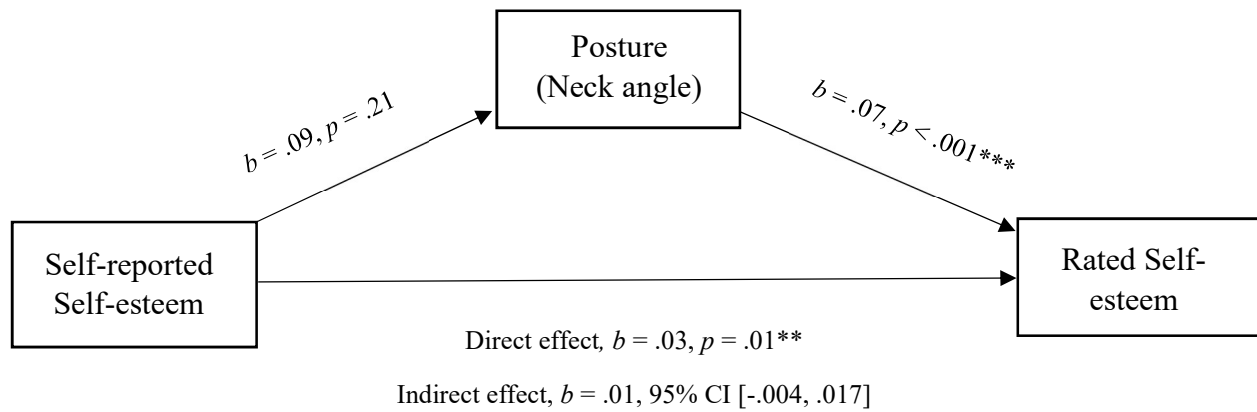 Posture
(Neck angle)
b = .09, p = .21
b = .07, p < .001***
Self-reported
Self-esteem
Rated Self-
esteem
Direct effect, b = .03, p = .01**
Indirect effect, b = .01, 95% CI [-.004, .017]